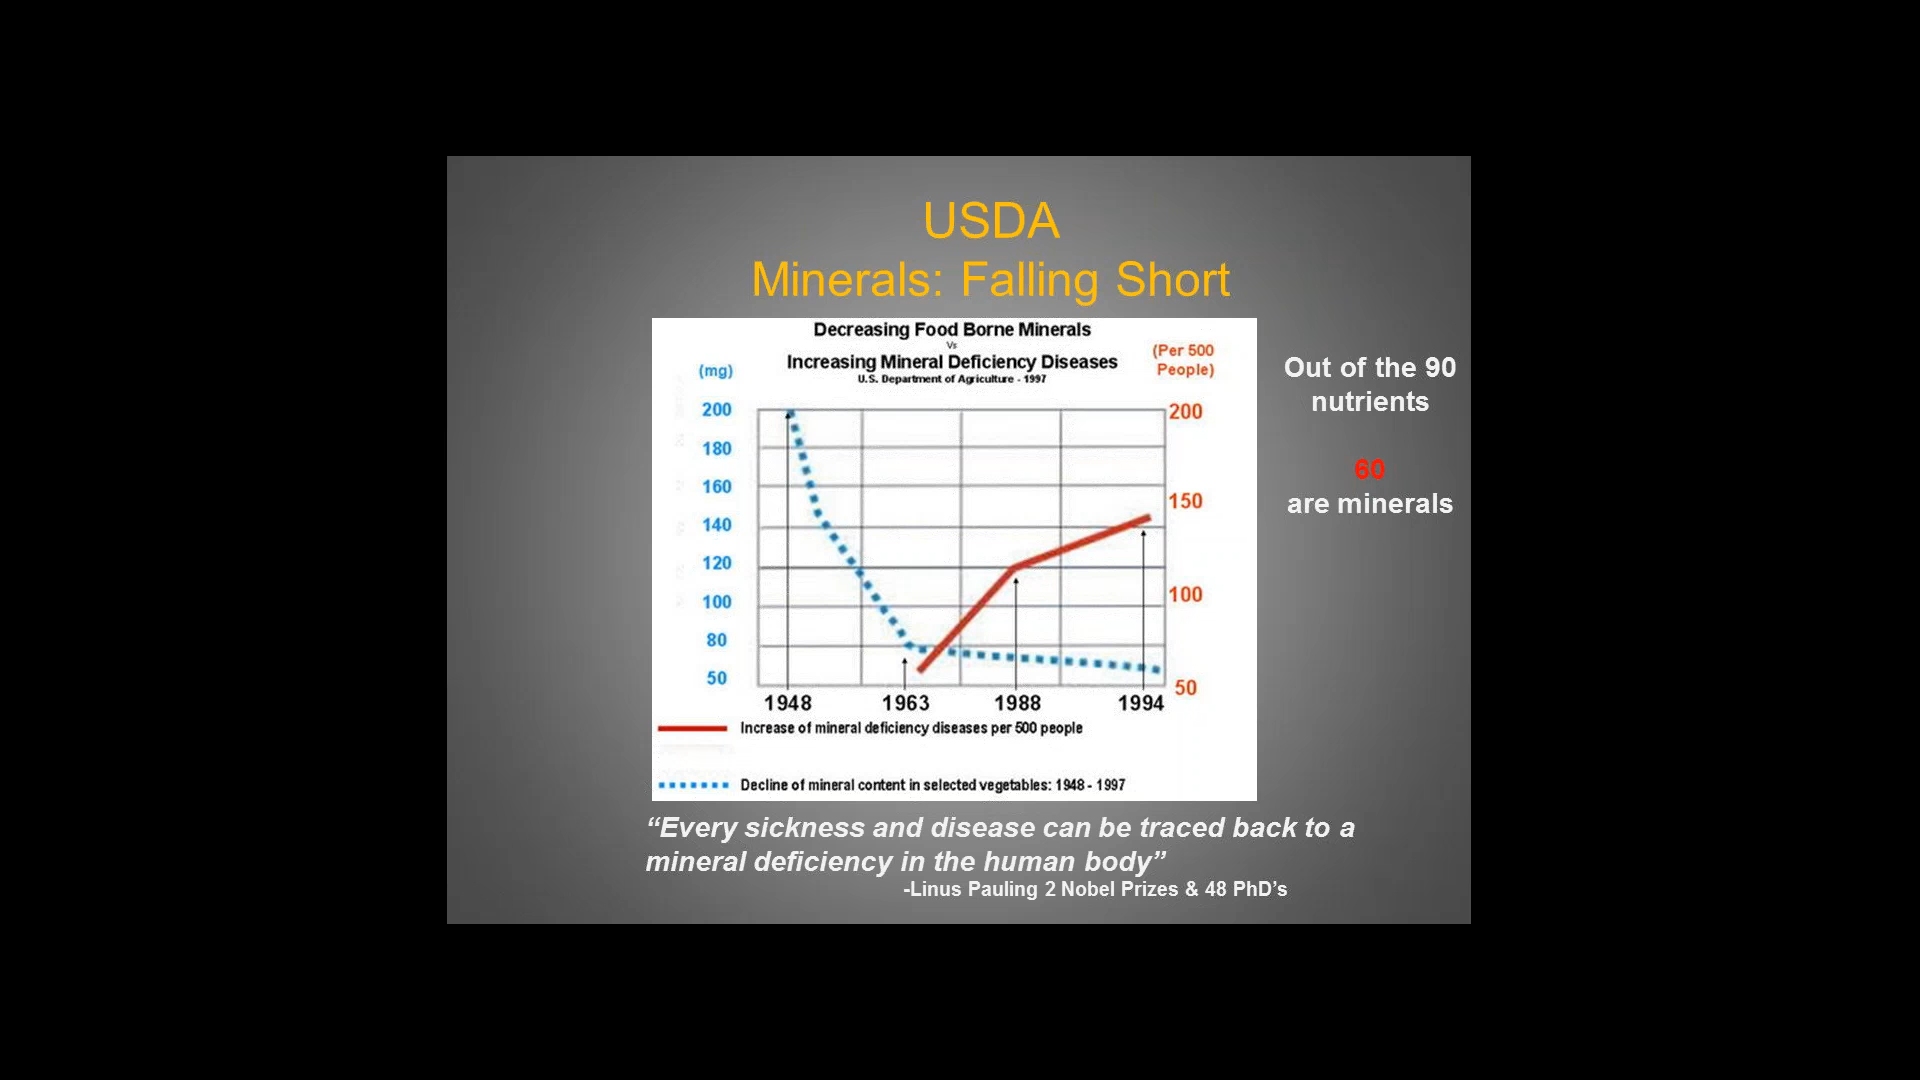 USDA
Minerals: Falling Short
Decreasing Food Borne Minerals
Vs
Increasing Mineral Deficiency Diseases
U.S. Department of Agriculture - 1997
(mg)
(Per 500
People)
200
180
160
140
120
100
80
50
200
150
100
50
1948 1963 1988 1994
Increase of mineral deficiency diseases per 500 people
Decline of mineral content in selected vegetables: 1948 - 1997
Out of the 90
nutrients
60
are minerals
“Every sickness and disease can be traced back to a
mineral deficiency in the human body”
-Linus Pauling 2 Nobel Prizes & 48 PhD’s